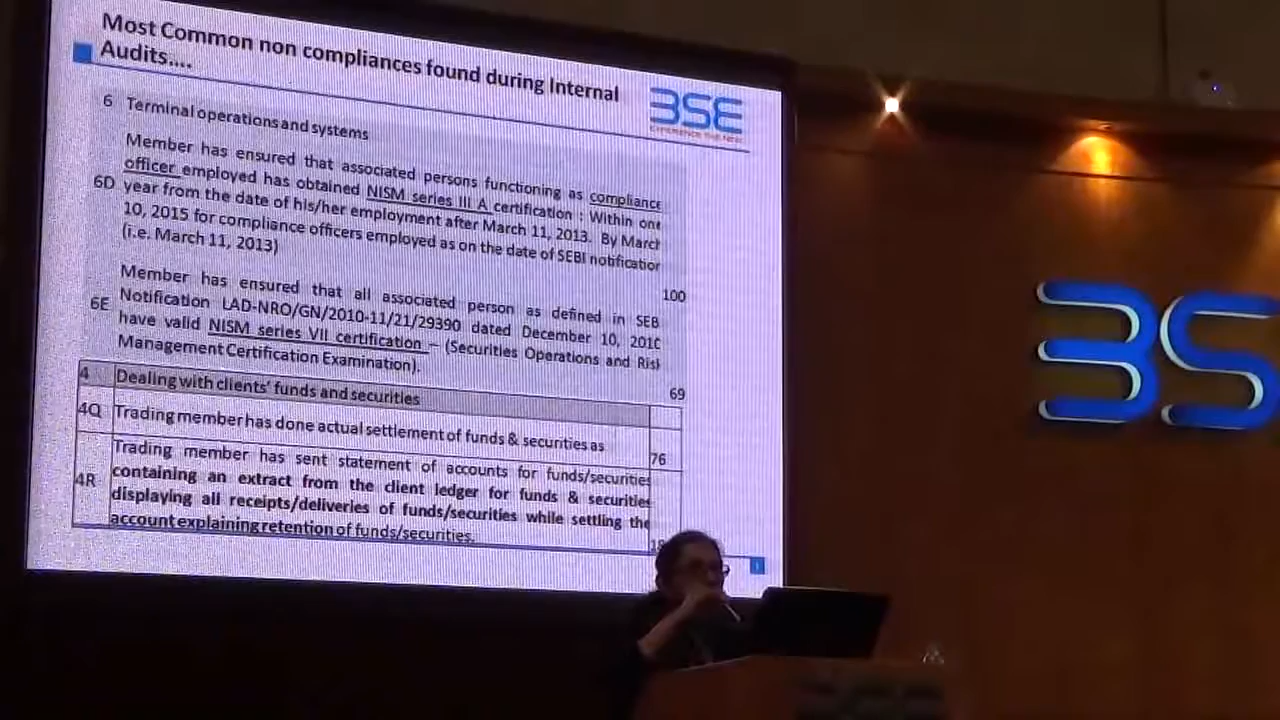 Most Common non compliances found during Internal
Audits....
BSE
6 Terminal operations and systems
Member has ensured that associated persons functioning as compliance
officer employed has obtained NISM series III A certification : Within one
6D year from the date of his/her employment after March 11, 2013. By March
10, 2015 for compliance officers employed as on the date of SEBI notification
(i.e. March 11, 2013)
100
Member has ensured that all associated person as defined in SEB
6E Notification LAD-NRO/GN/2010-11/21/29390 dated December 10, 2010
have valid NISM series VII certification – (Securities Operations and Risk
Management Certification Examination).
69
4 Dealing with clients' funds and securities
4Q Trading member has done actual settlement of funds & securities as
76
Trading member has sent statement of accounts for funds/securities
containing an extract from the client ledger for funds & securities
4R displaying all receipts/deliveries of funds/securities while settling the
account explaining retention of funds/securities.
BS